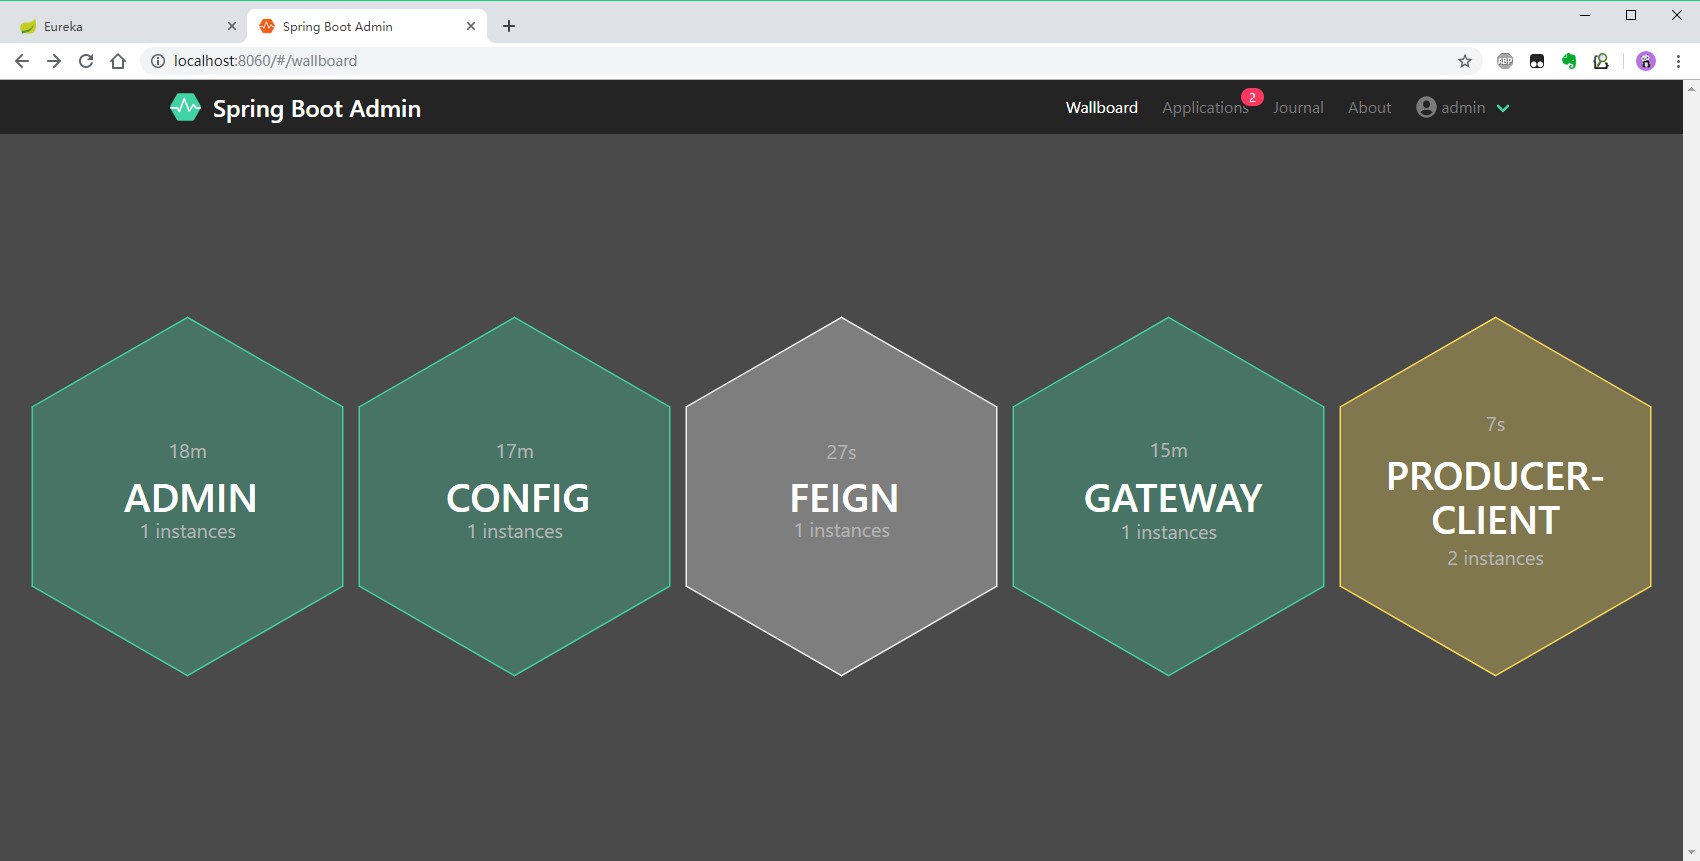 Eureka
Spring Boot Admin
localhost:8060/#/wallboard
ABP
Spring Boot Admin
Wallboard
Applications
2
Journal
About
admin
18m
ADMIN
1 instances
17m
CONFIG
1 instances
27s
FEIGN
1 instances
15m
GATEWAY
1 instances
7s
PRODUCER-
CLIENT
2 instances